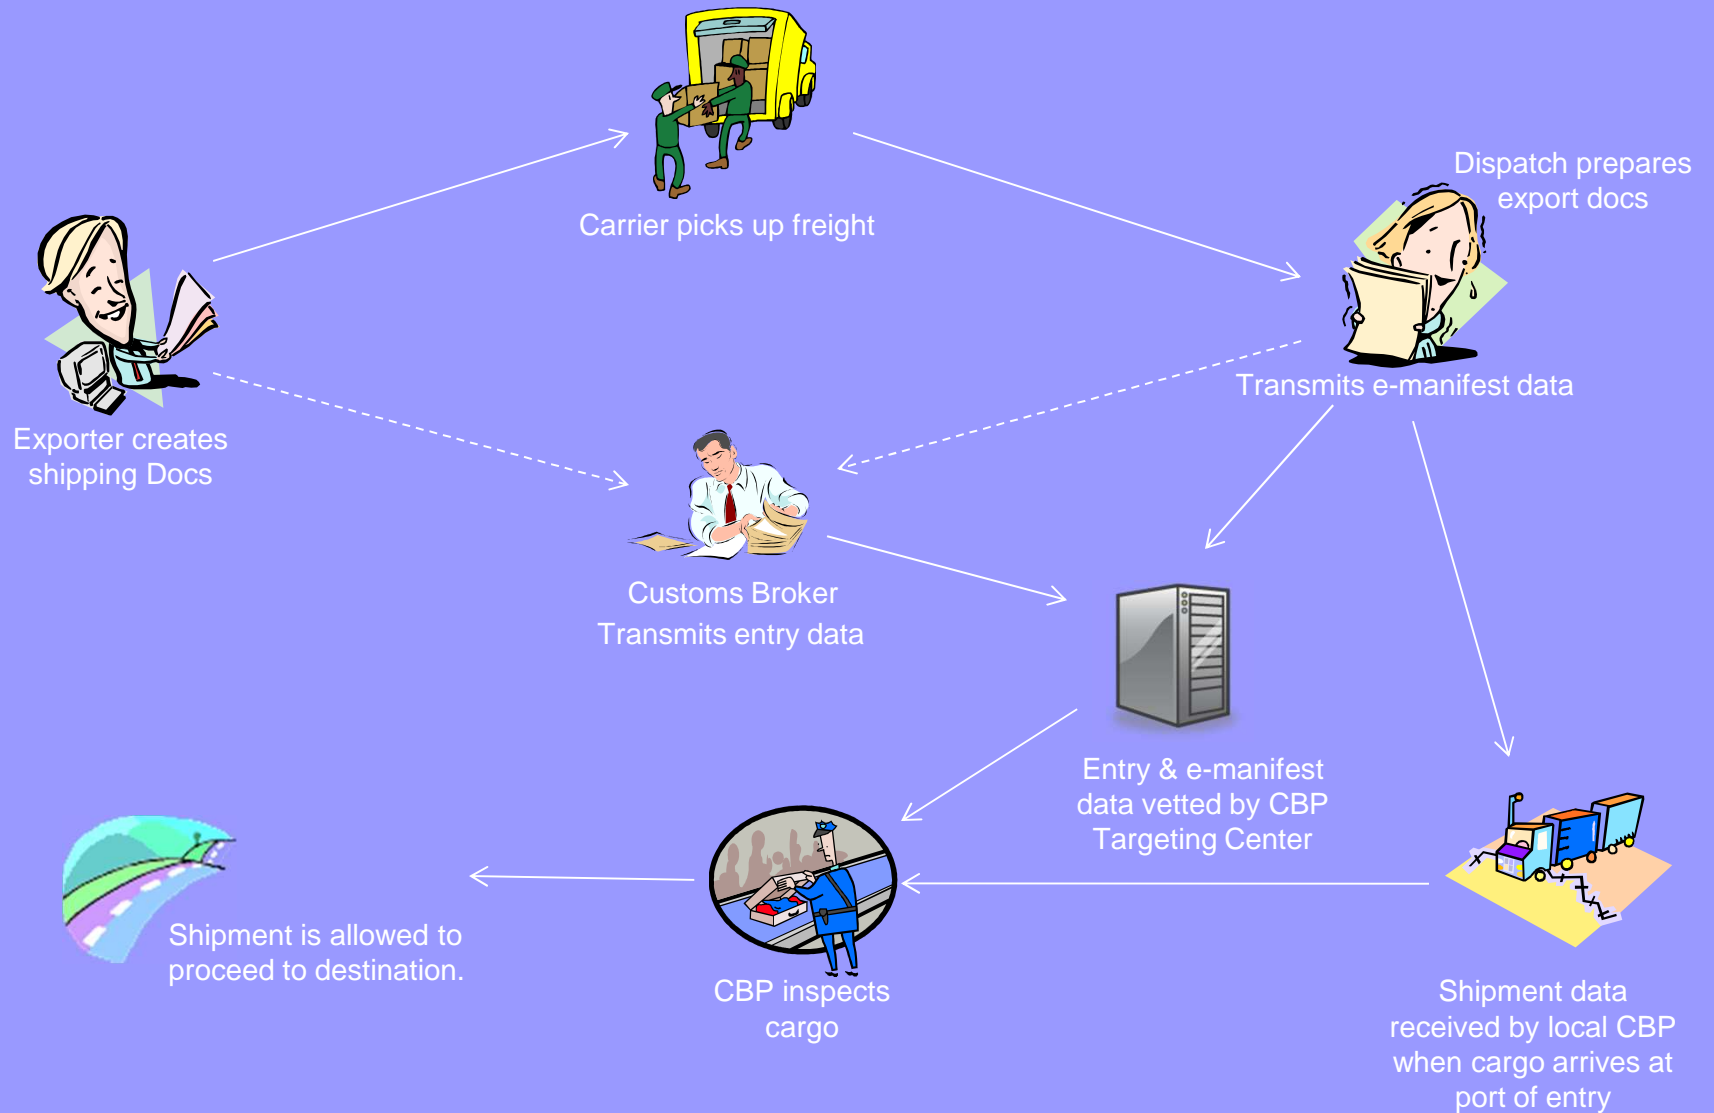 Carrier picks up freight
Dispatch prepares
export docs
Transmits e-manifest data
Exporter creates
shipping Docs
Customs Broker
Transmits entry data
Entry & e-manifest
data vetted by CBP
Targeting Center
Shipment is allowed to
proceed to destination.
CBP inspects
cargo
Shipment data
received by local CBP
when cargo arrives at
port of entry